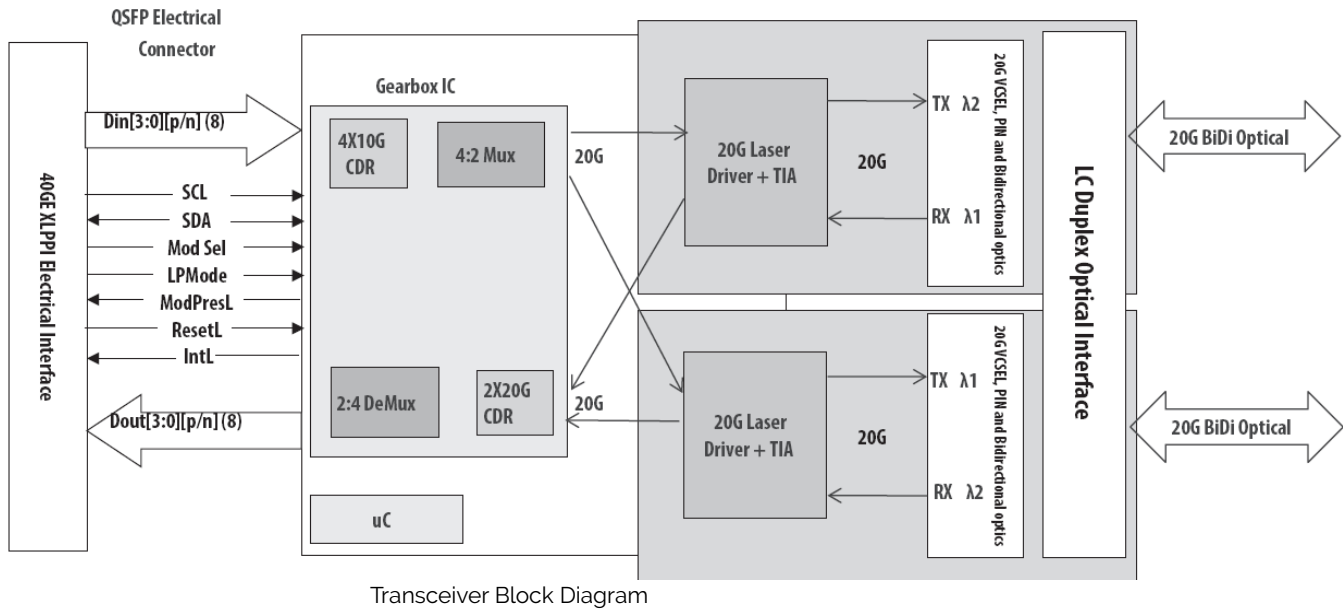 QSFP Electrical
Connector
40GE XLPPI Electrical Interface
Din[3:0][p/n] (8)
SCL
SDA
Mod Sel
LPMode
ModPresL
ResetL
IntL
Dout[3:0][p/n] (8)
Gearbox IC
4X10G
CDR
4:2 Mux
2:4 DeMux
2X20G
CDR
uC
20G
20G
20G Laser
Driver + TIA
20G
TX λ2
RX λ1
20G VCSEL, PIN and Bidirectional optics
20G Laser
Driver + TIA
20G
TX λ1
RX λ2
20G VCSEL, PIN and Bidirectional optics
LC Duplex Optical Interface
20G BiDi Optical
20G BiDi Optical
Transceiver Block Diagram